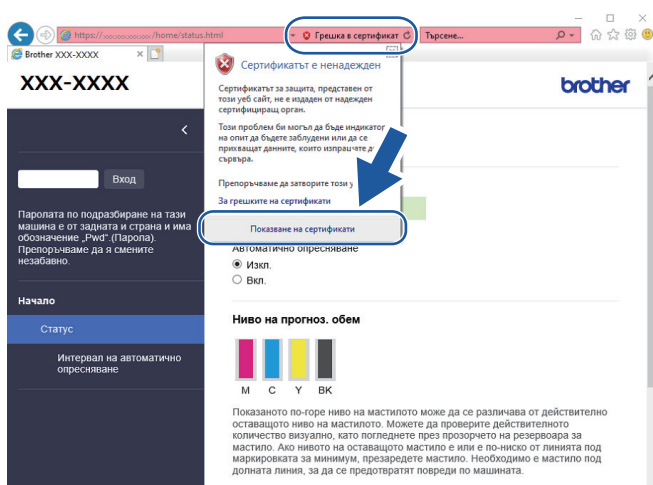 https:// /home/status.html
Грешка в сертификат
Търсене...
Brother XXX-XXXX
XXX-XXXX
brother
Сертификатът е ненадежден
Сертификатът за защита, представен от
този уеб сайт, не е издаден от надежден
сертифициращ орган.
Този проблем би могъл да бъде индикатор
на опит да бъдете заблудени или да се
прихващат данните, които изпращате
сървъра.
Препоръчваме да затворите този
За грешките на сертификати
Показване на сертификати
Вход
Паролата по подразбиране на тази
машина е от задната и страна и има
обозначение „Pwd“.(Парола).
Препоръчваме да я смените
незабавно.
Начало
Статус
Интервал на автоматично
опресняване
Автоматично опресняване
Изкл.
Вкл.
Ниво на прогноз. обем
M C Y BK
Показаното по-горе ниво на мастилото може да се различава от действително
оставащото ниво на мастилото. Можете да проверите действителното
количество визуално, като погледнете през прозорчето на резервоара за
мастило. Ако нивото на оставащото мастило е или е по-ниско от линията под
маркировката за минимум, презаредете мастило. Необходимо е мастило под
долната линия, за да се предотвратят повреди по машината.